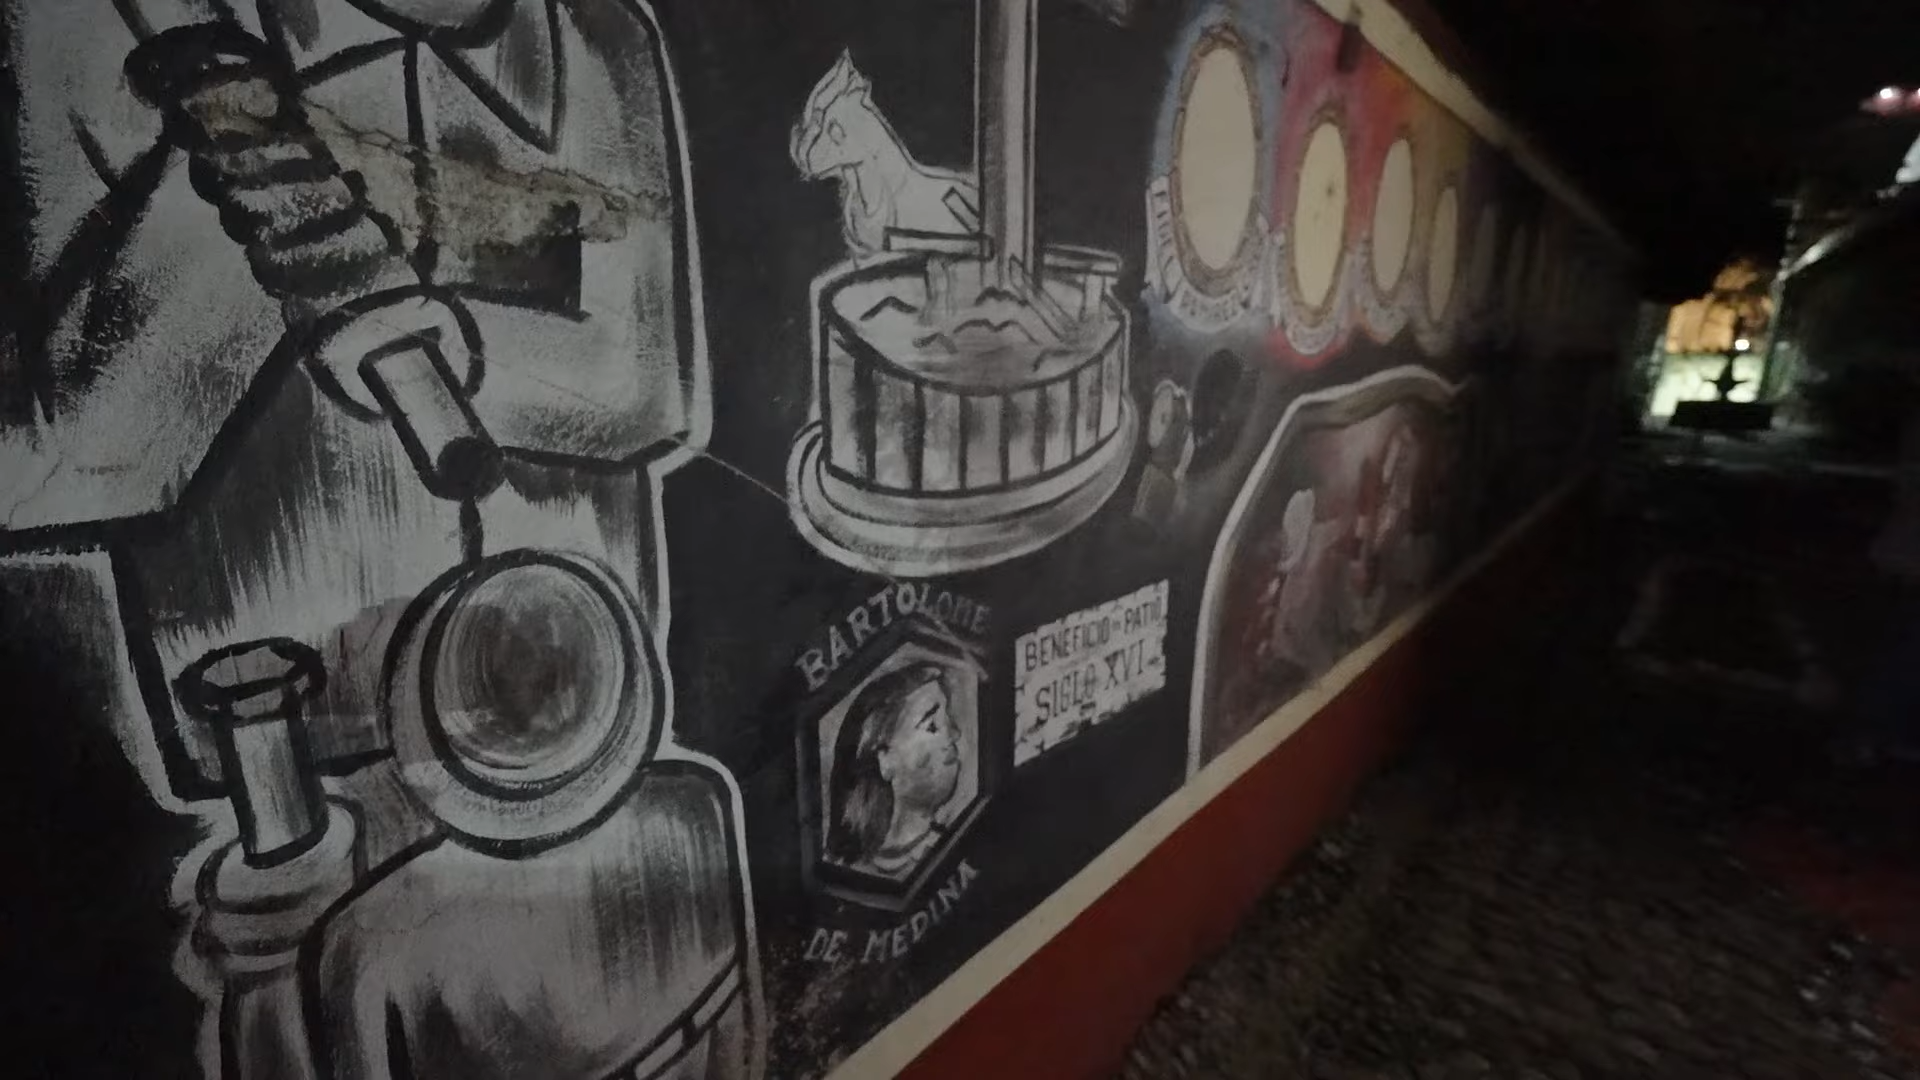 BARTOLOME
DE MEDINA
BENEFICIO DE PATIO
SIGLO XVI